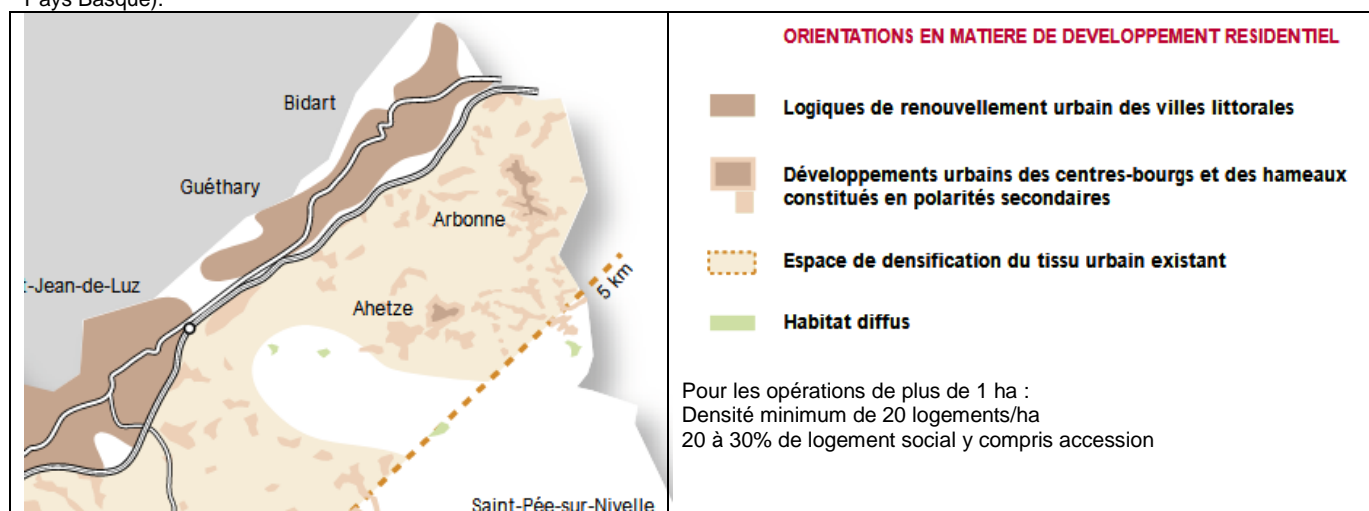 Pays Basque).
ORIENTATIONS EN MATIERE DE DEVELOPPEMENT RESIDENTIEL
Bidart
Logiques de renouvellement urbain des villes littorales
Guéthary
Développements urbains des centres-bourgs et des hameaux
constitués en polarités secondaires
Arbonne
Espace de densification du tissu urbain existant
5 km
-Jean-de-Luz
Ahetze
Habitat diffus
Pour les opérations de plus de 1 ha :
Densité minimum de 20 logements/ha
20 à 30% de logement social y compris accession
Saint-Pée-sur-Nivelle